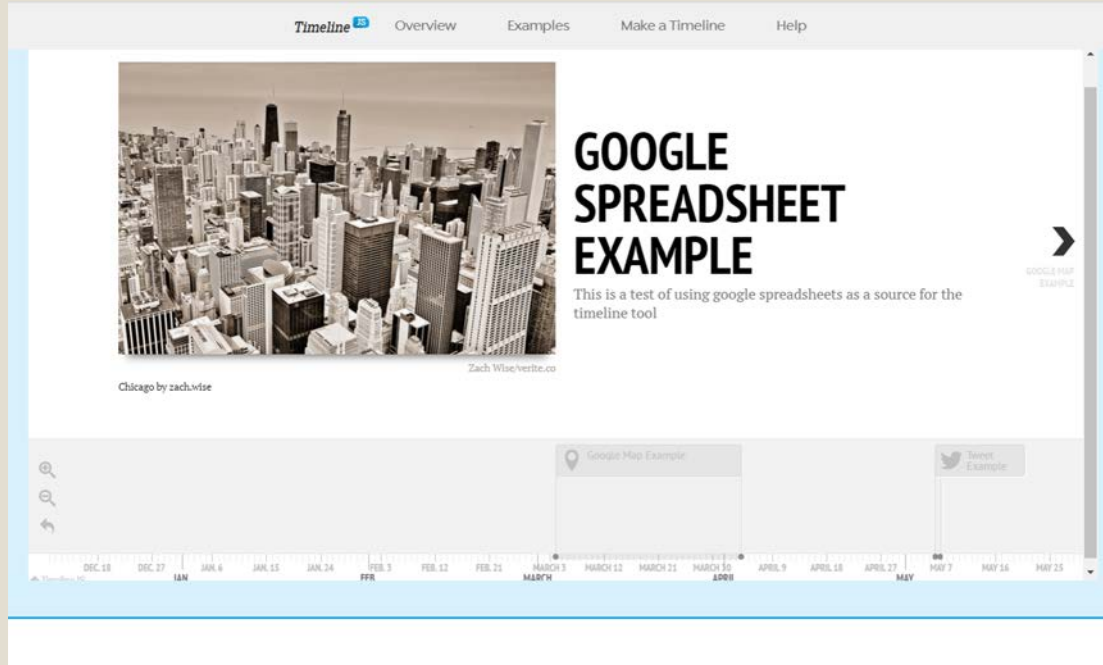 Timeline JS Overview Examples Make a Timeline Help
GOOGLE
SPREADSHEET
EXAMPLE
This is a test of using google spreadsheets as a source for the
timeline tool
GOOGLE MAP
EXAMPLE
Zach Wise/verite.co
Chicago by zach.wise
Google Map Example
Tweet
Example
DEC. 18 DEC. 27 JAN. 6 JAN. 15 JAN. 24 FEB. 3 FEB. 12 FEB. 21 MARCH 3 MARCH 12 MARCH 21 MARCH 30 APRIL 9 APRIL 18 APRIL 27 MAY 7 MAY 16 MAY 25
Timeline JS JAN FEB MARCH APRIL MAY